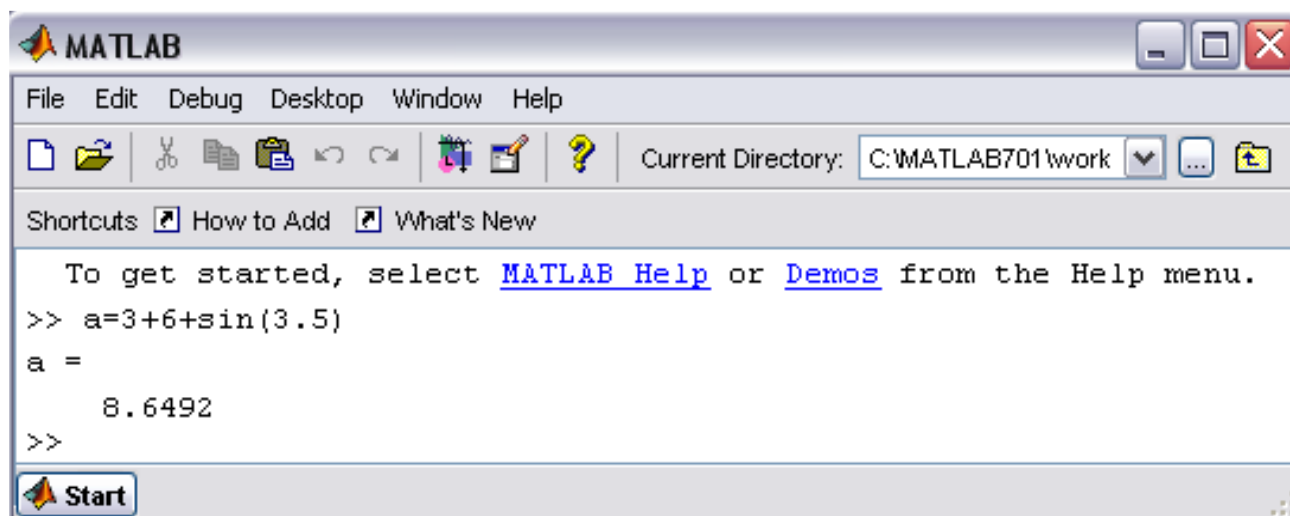 MATLAB
File Edit Debug Desktop Window Help
Current Directory: C:\MATLAB701\work ...
Shortcuts How to Add What's New
To get started, select MATLAB Help or Demos from the Help menu.
>> a=3+6+sin(3.5)
a =
8.6492
>>
Start